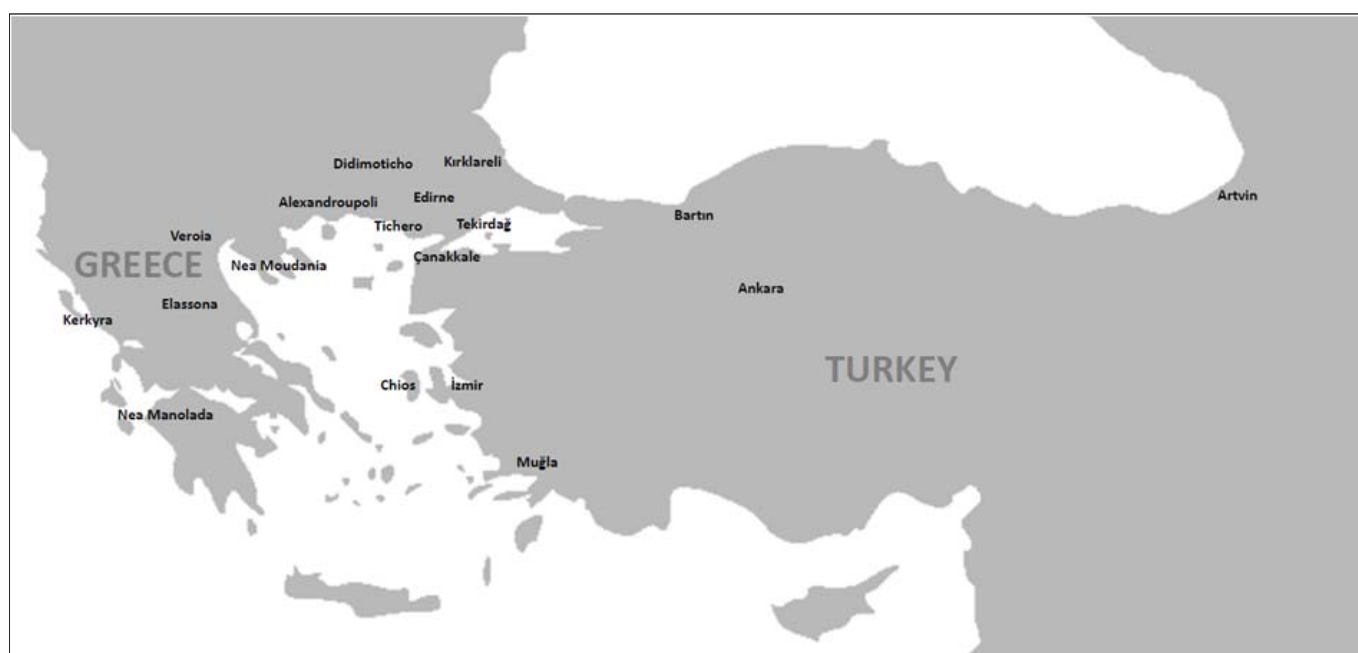 Didimoticho
Kırklareli
Alexandroupoli
Edirne
Artvin
Bartın
Tichero
Tekirdağ
Veroia
GREECE
Nea Moudania
Çanakkale
Ankara
Elassona
Kerkyra
TURKEY
Chios
İzmir
Nea Manolada
Muğla